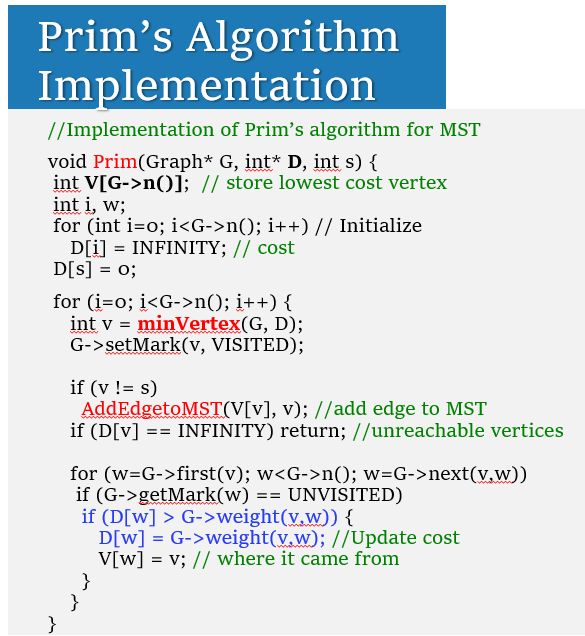 Prim's Algorithm
Implementation
//Implementation of Prim's algorithm for MST
void Prim(Graph* G, int* D, int s) {
int V[G->n()]; // store lowest cost vertex
int i, w;
for (int i=0; i<G->n(); i++) // Initialize
D[i] = INFINITY; // cost
D[s] = 0;
for (i=0; i<G->n(); i++) {
int v = minVertex(G, D);
G->setMark(v, VISITED);
if (v != s)
AddEdgetoMST(V[v], v); //add edge to MST
if (D[v] == INFINITY) return; //unreachable vertices
for (w=G->first(v); w<G->n(); w=G->next(v,w))
if (G->getMark(w) == UNVISITED)
if (D[w] > G->weight(v,w)) {
D[w] = G->weight(v,w); //Update cost
V[w] = v; // where it came from
}
}
}